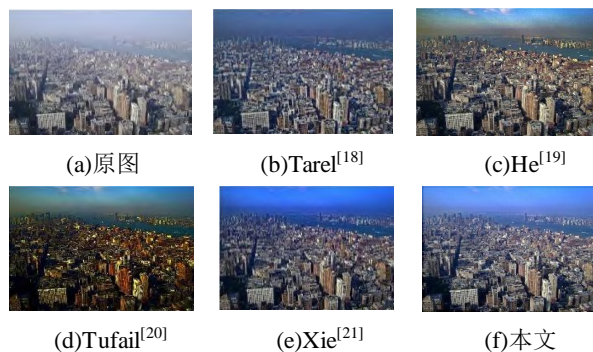 (a)原图
(b)Tarel[18]
(c)He[19]
(d)Tufail[20]
(e)Xie[21]
(f)本文